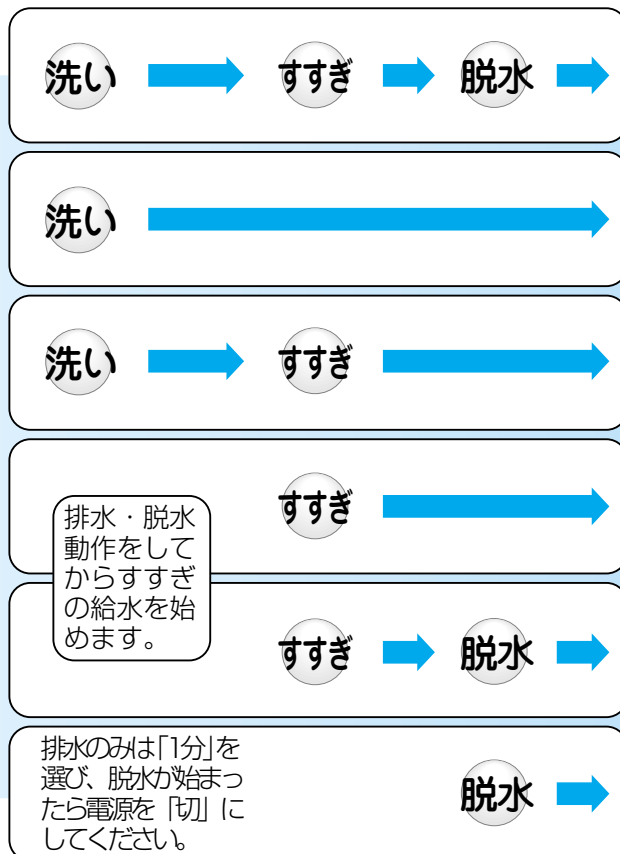 洗い すすぎ 脱水
洗い
洗い すすぎ
すすぎ
排水・脱水
動作をして
からすすぎ
の給水を始
めます。
すすぎ 脱水
排水のみは「1分」を
選び、脱水が始まっ
たら電源を「切」に
してください。
脱水